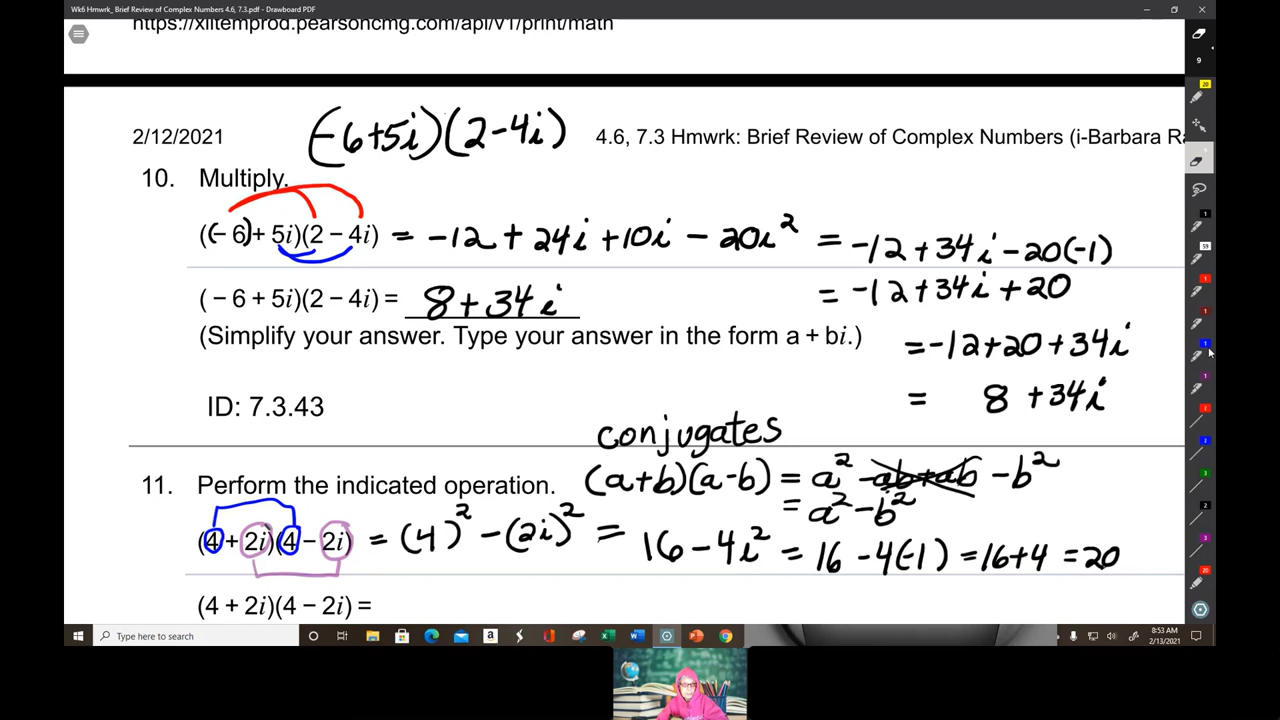 Wk6 Hmwrk_ Brief Review of Complex Numbers 4.6, 7.3.pdf - Drawboard PDF
https://xlitemprod.pearsoncmg.com/api/v1/print/math
2/12/2021
(-6+5i)(2-4i)
4.6, 7.3 Hmwrk: Brief Review of Complex Numbers (i-Barbara Ra
10. Multiply.
((-6)+ 5i)(2 − 4i) = -12 + 24i +10i - 20i² = -12 +34i -20(-1)
= -12+34i +20
( − 6 + 5i)(2 − 4i) = 8+34i
(Simplify your answer. Type your answer in the form a + bi.)
=-12+20+34i
= 8 +34i
ID: 7.3.43
conjugates
(a+b)(a-b) = a² -ab+ab -b²
= a² -b²
11. Perform the indicated operation.
(4 + 2i)(4 − 2i) = (4)² -(2i)² = 16-4i² = 16 -4(-1) =16+4 =20
(4 + 2i)(4 − 2i) =
Type here to search
8:53 AM
2/13/2021